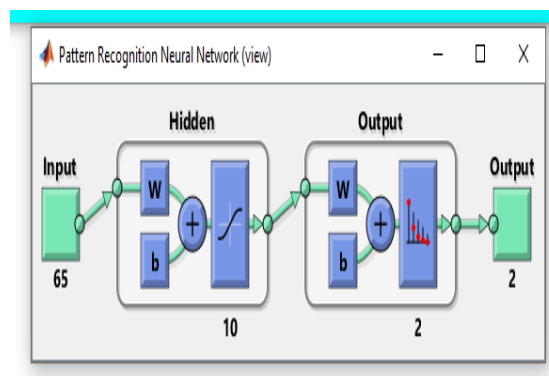 Pattern Recognition Neural Network (view)
Hidden
Output
Input
Output
W
W
b
b
65
2
10
2